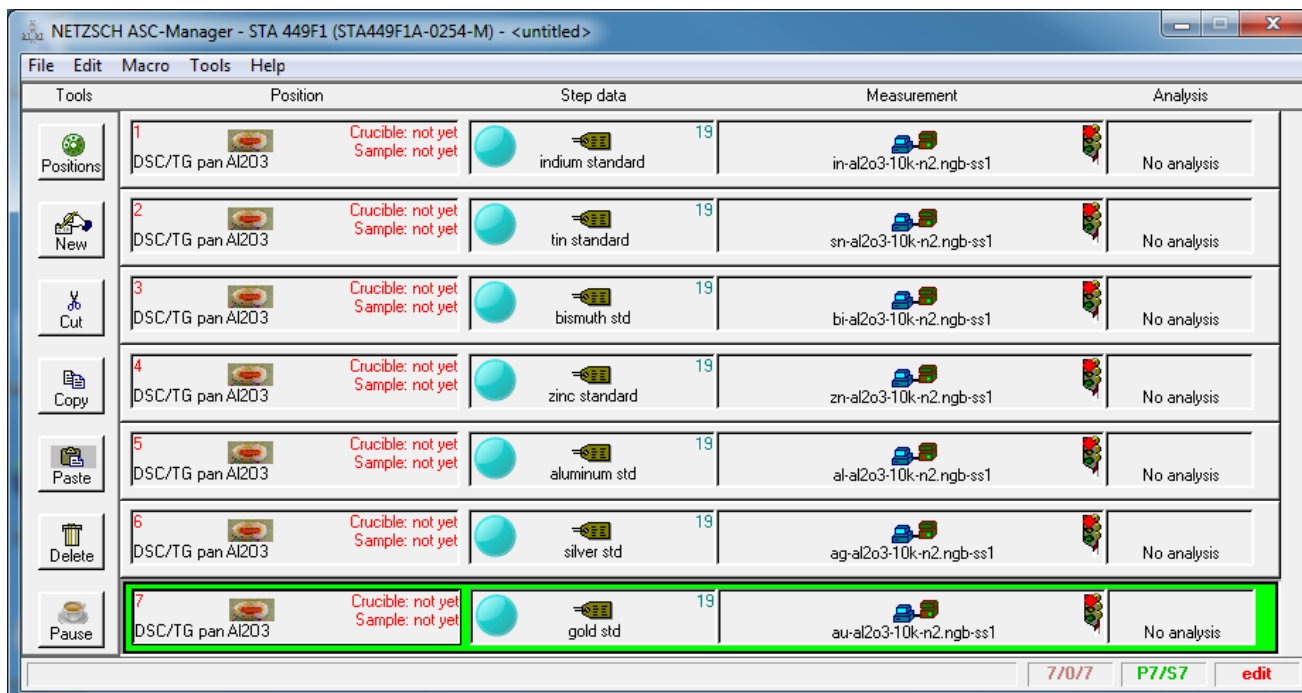 NETZSCH ASC-Manager - STA 449F1 (STA449F1A-0254-M) - <untitled>
File Edit Macro Tools Help
Tools Position Step data Measurement Analysis
Positions
1 Crucible: not yet 19
Sample: not yet
DSC/TG pan Al2O3 indium standard in-al2o3-10k-n2.ngb-ss1 No analysis
New
2 Crucible: not yet 19
Sample: not yet
DSC/TG pan Al2O3 tin standard sn-al2o3-10k-n2.ngb-ss1 No analysis
Cut
3 Crucible: not yet 19
Sample: not yet
DSC/TG pan Al2O3 bismuth std bi-al2o3-10k-n2.ngb-ss1 No analysis
Copy
4 Crucible: not yet 19
Sample: not yet
DSC/TG pan Al2O3 zinc standard zn-al2o3-10k-n2.ngb-ss1 No analysis
Paste
5 Crucible: not yet 19
Sample: not yet
DSC/TG pan Al2O3 aluminum std al-al2o3-10k-n2.ngb-ss1 No analysis
Delete
6 Crucible: not yet 19
Sample: not yet
DSC/TG pan Al2O3 silver std ag-al2o3-10k-n2.ngb-ss1 No analysis
Pause
7 Crucible: not yet 19
Sample: not yet
DSC/TG pan Al2O3 gold std au-al2o3-10k-n2.ngb-ss1 No analysis
7/0/7 P7/S7 edit